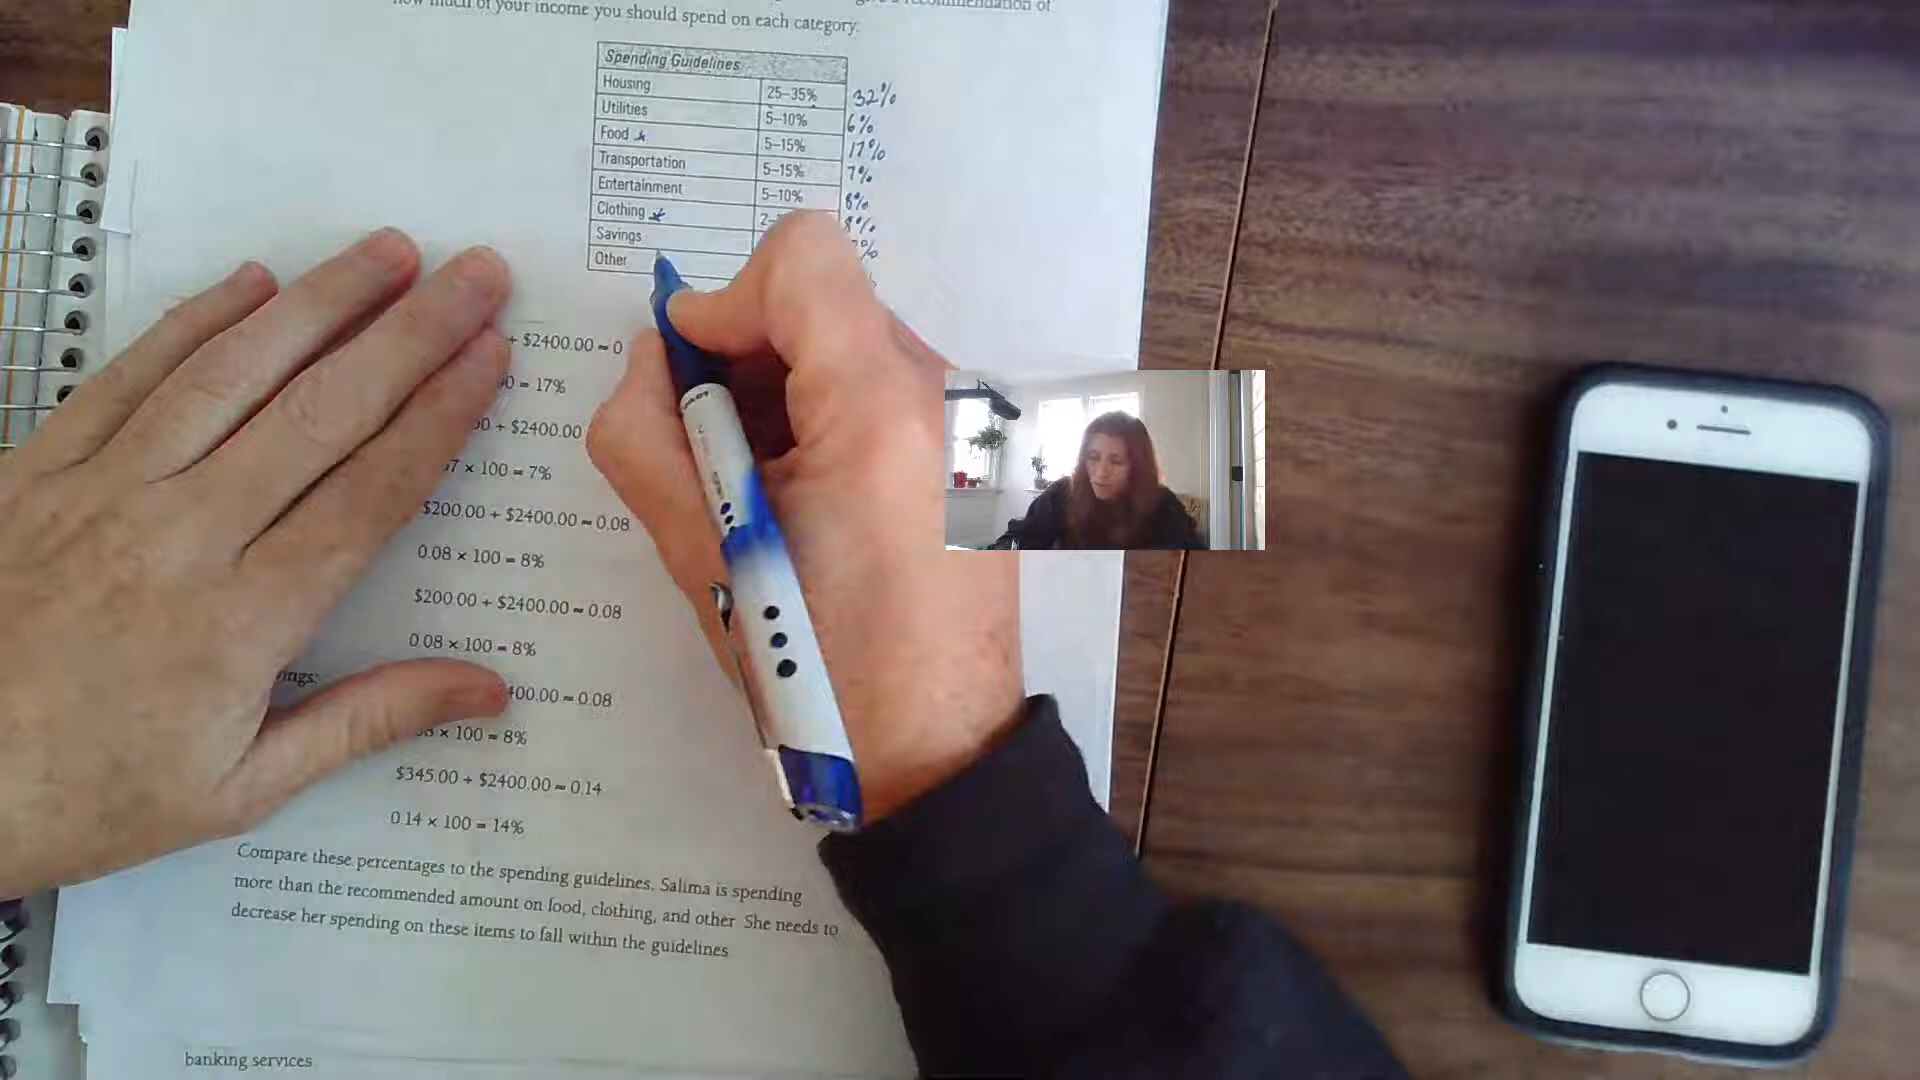 how much of your income you should spend on each category.
Spending Guidelines
Housing 25–35% 32%
Utilities 5–10% 6%
Food 5–15% 17%
Transportation 5–15% 7%
Entertainment 5–10% 8%
Clothing 2– 8%
Savings %
Other
+ $2400.00 = 0
= 17%
+ $2400.00
× 100 = 7%
$200.00 + $2400.00 = 0.08
0.08 × 100 = 8%
$200.00 + $2400.00 = 0.08
0.08 × 100 = 8%
400.00 = 0.08
× 100 = 8%
$345.00 + $2400.00 = 0.14
0.14 × 100 = 14%
Compare these percentages to the spending guidelines. Salima is spending
more than the recommended amount on food, clothing, and other She needs to
decrease her spending on these items to fall within the guidelines
banking services